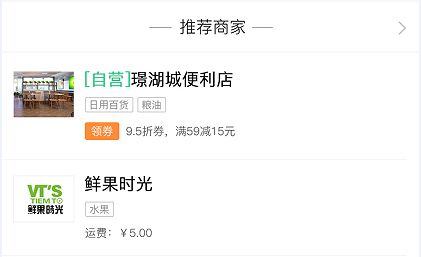 推荐商家
[自营]璟湖城便利店
日用百货 粮油
领券 9.5折券，满59减15元
VT'S
TIEM TO
鲜果时光
鲜果时光
水果
运费：￥5.00